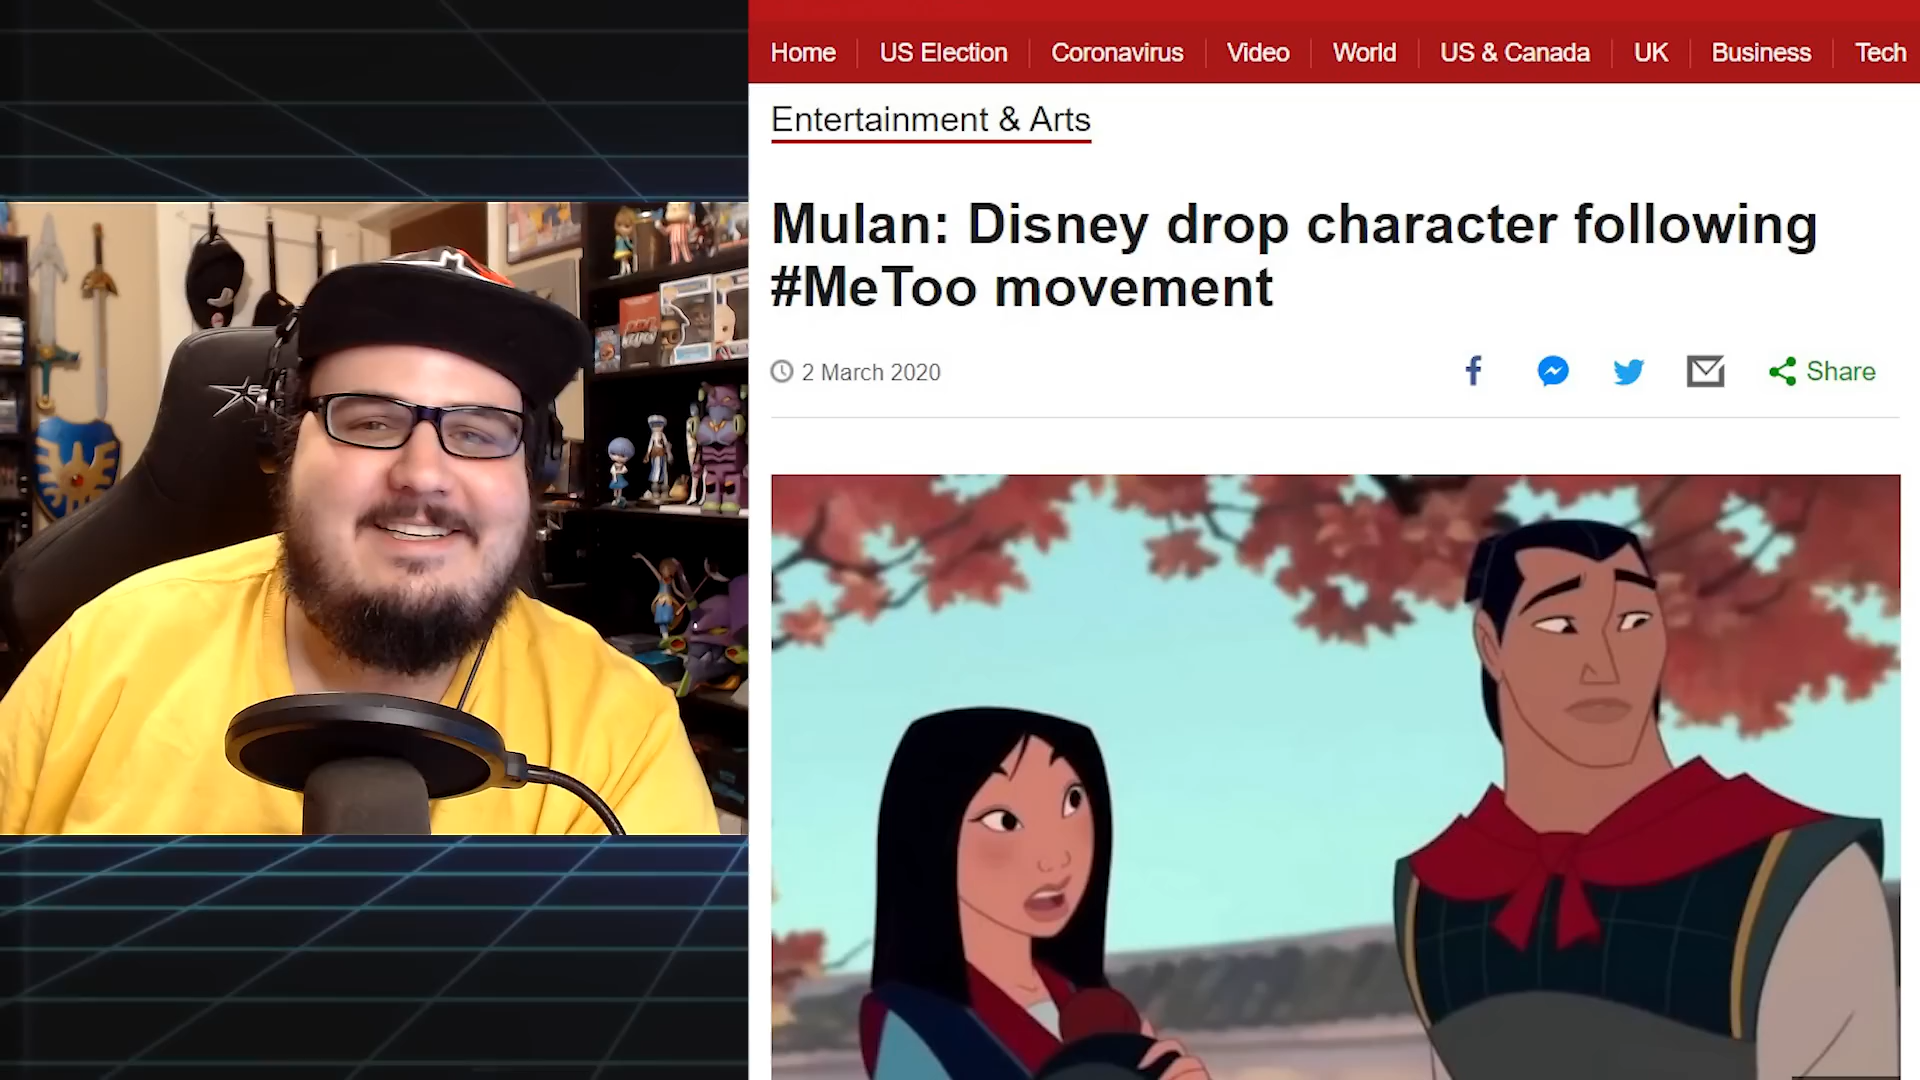 Home
US Election
Coronavirus
Video
World
US & Canada
UK
Business
Tech
Entertainment & Arts
Mulan: Disney drop character following
#MeToo movement
2 March 2020
Share